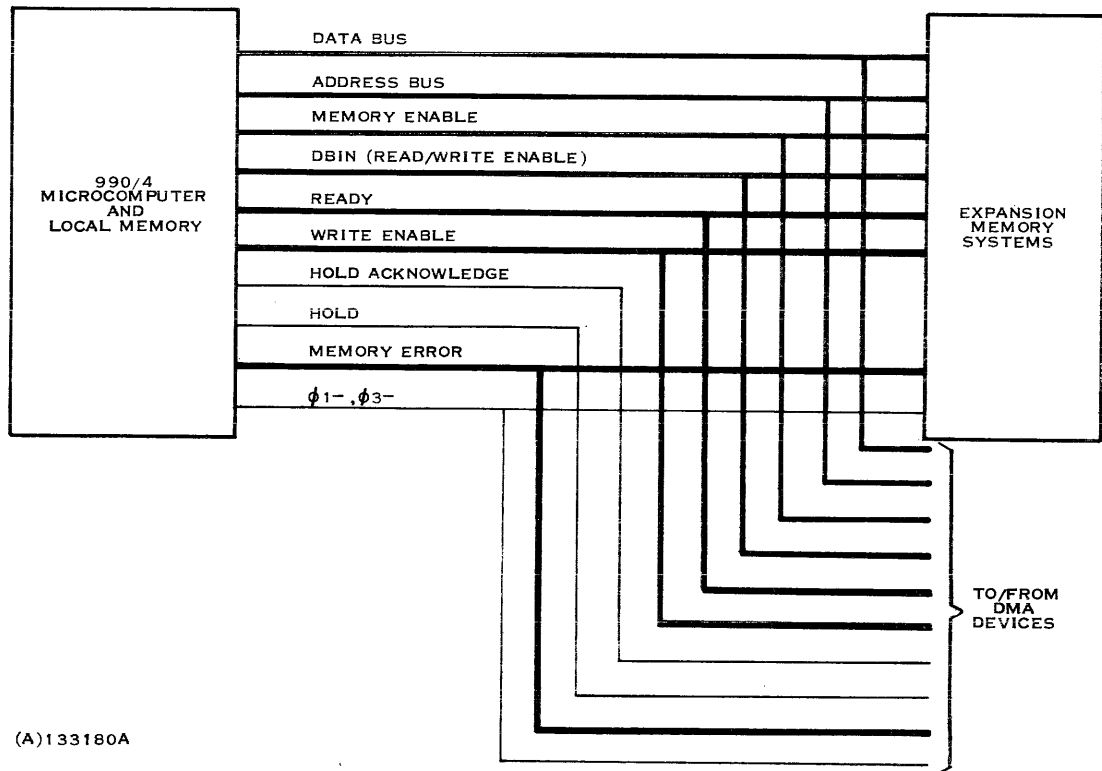 990/4
MICROCOMPUTER
AND
LOCAL MEMORY
DATA BUS
ADDRESS BUS
MEMORY ENABLE
DBIN (READ/WRITE ENABLE)
READY
WRITE ENABLE
HOLD ACKNOWLEDGE
HOLD
MEMORY ERROR
ϕ1-,ϕ3-
EXPANSION
MEMORY
SYSTEMS
TO/FROM
DMA
DEVICES
(A)133180A